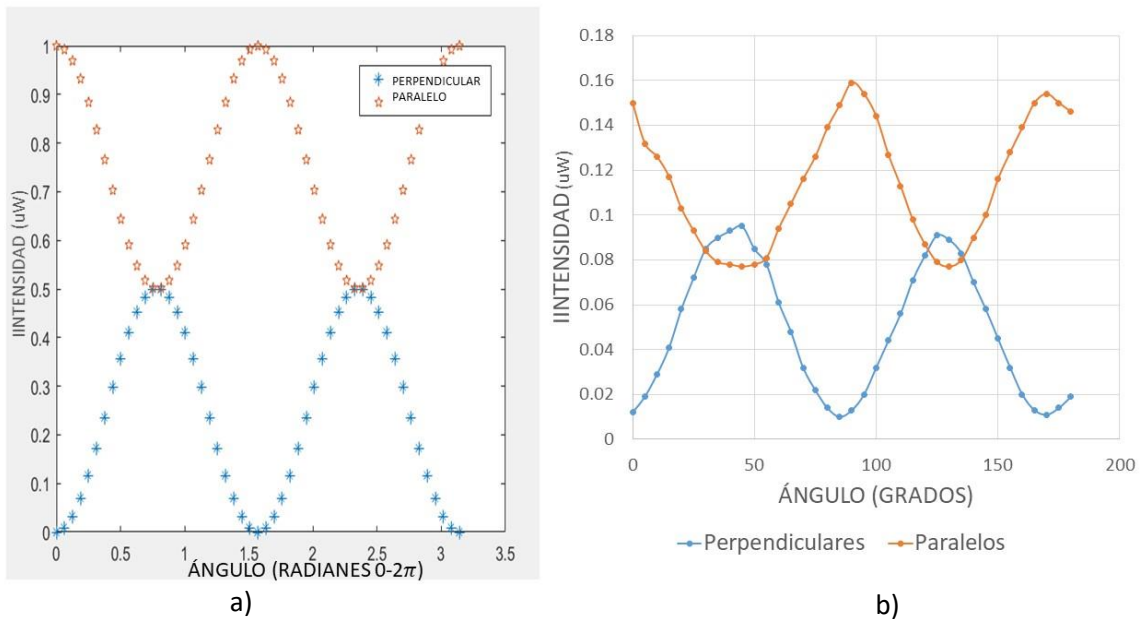 a)
1
0.9
0.8
0.7
0.6
0.5
0.4
0.3
0.2
0.1
0
IINTENSIDAD (uW)
PERPENDICULAR
PARALELO
0 0.5 1 1.5 2 2.5 3 3.5
ÁNGULO (RADIANES 0-2𝜋)
a)
b)
0.18
0.16
0.14
0.12
0.1
0.08
0.06
0.04
0.02
0
IINTENSIDAD (uW)
0 50 100 150 200
ÁNGULO (GRADOS)
Perpendiculares Paralelos
b)